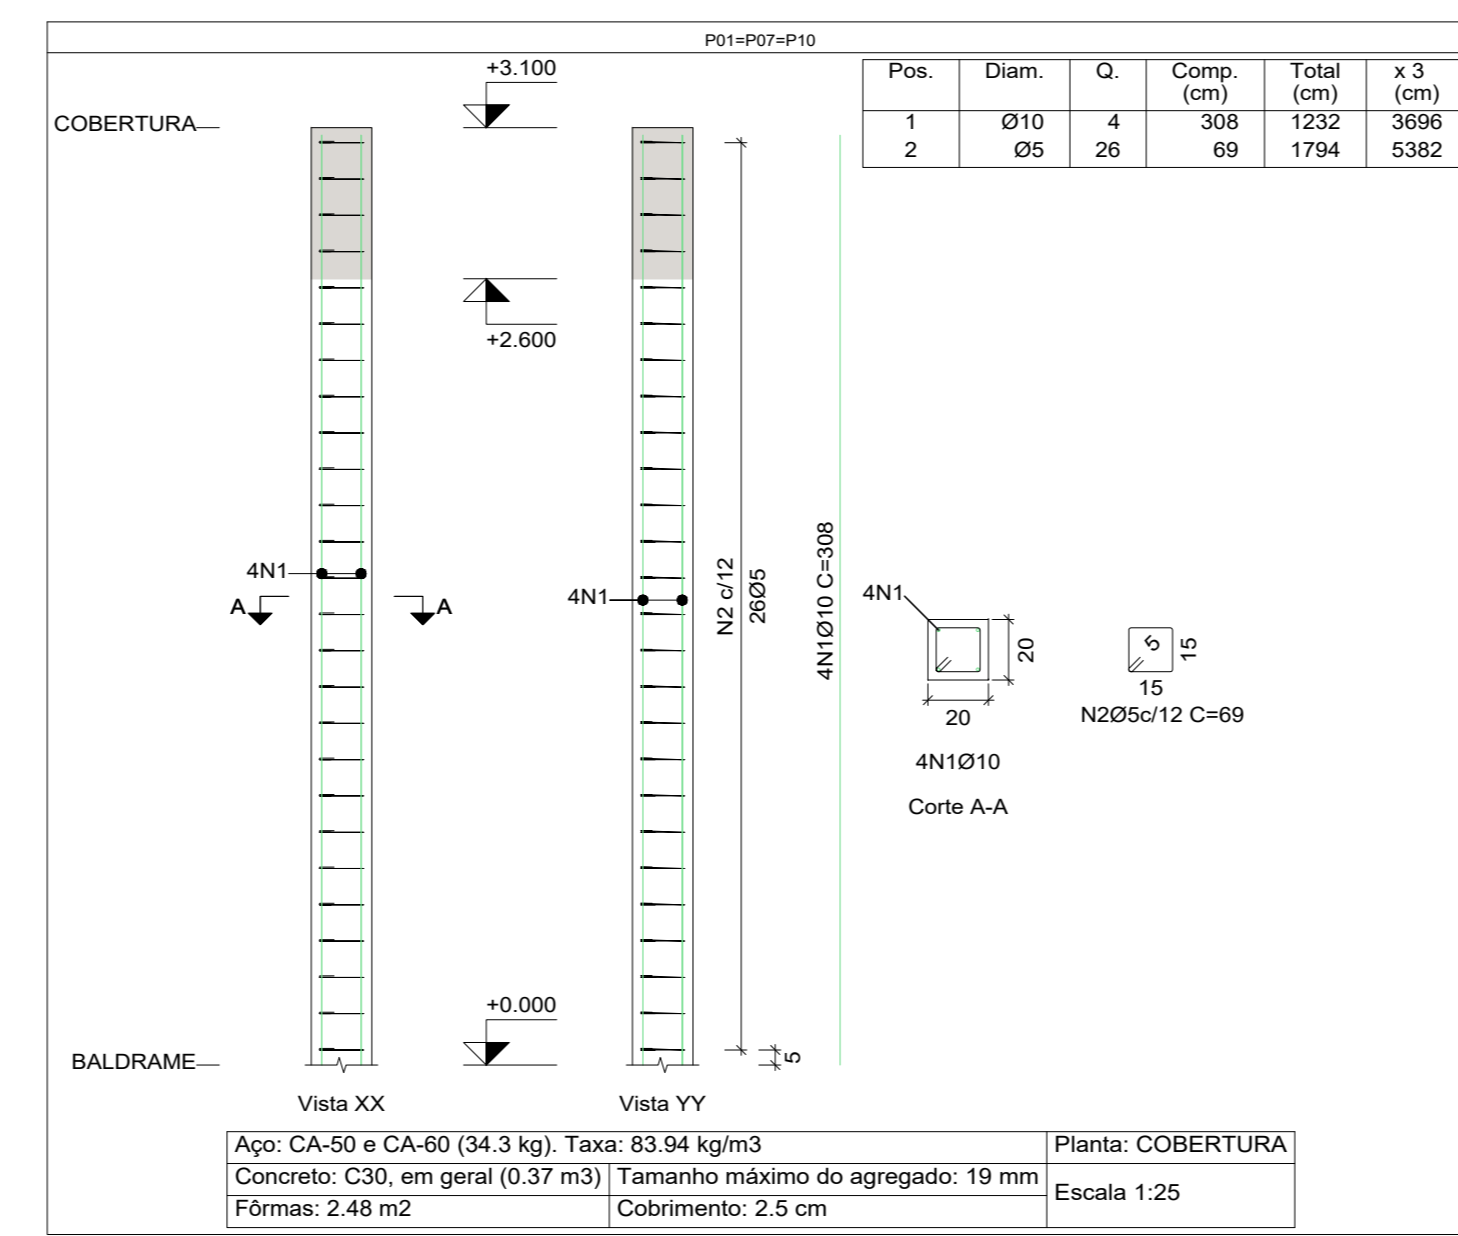 P01=P07=P10
Pos. Diam. Q. Comp. (cm) Total (cm) x 3 (cm)
1 Ø10 4 308 1232 3696
2 Ø5 26 69 1794 5382
+3.100
COBERTURA
+2.600
4N1
A A
4N1
N2 c/12
26Ø5
4N1Ø10 C=308
4N1
20
20
4N1Ø10
Corte A-A
5
15
15
N2Ø5c/12 C=69
+0.000
BALDRAME
5
Vista XX
Vista YY
Aço: CA-50 e CA-60 (34.3 kg). Taxa: 83.94 kg/m3
Planta: COBERTURA
Concreto: C30, em geral (0.37 m3)
Tamanho máximo do agregado: 19 mm
Escala 1:25
Fôrmas: 2.48 m2
Cobrimento: 2.5 cm